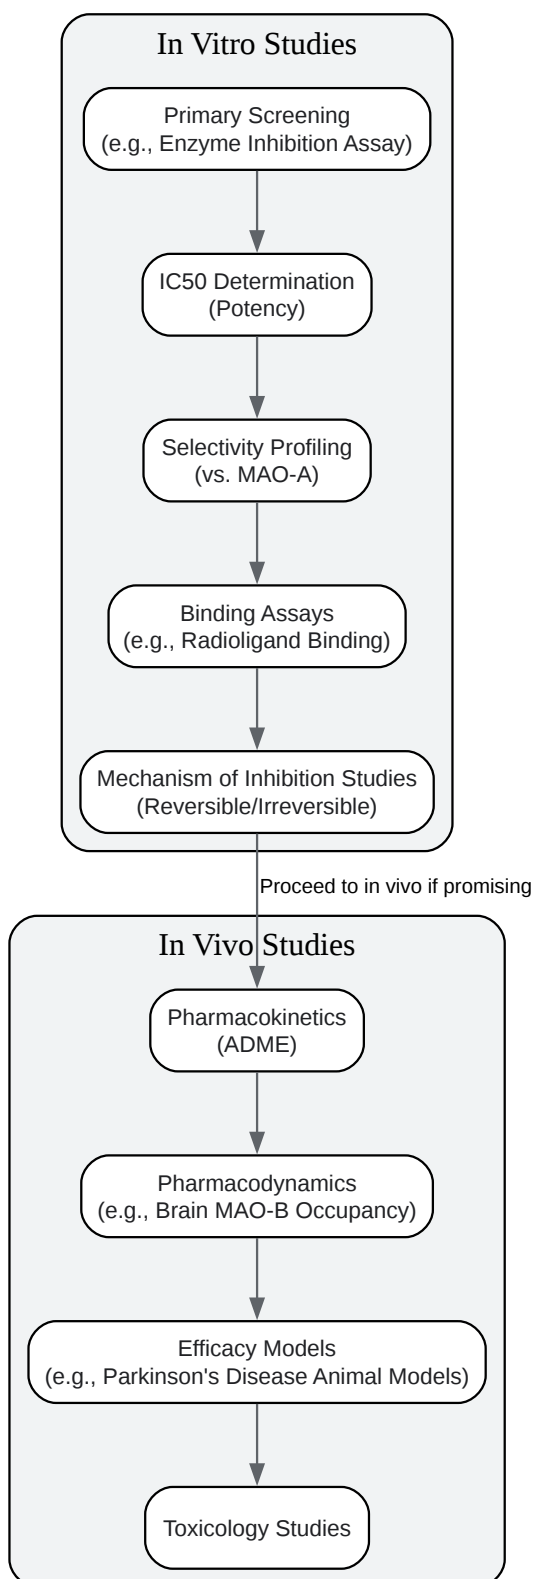 In Vitro Studies
Primary Screening
(e.g., Enzyme Inhibition Assay)
IC50 Determination
(Potency)
Selectivity Profiling
(vs. MAO-A)
Binding Assays
(e.g., Radioligand Binding)
Mechanism of Inhibition Studies
(Reversible/Irreversible)
Proceed to in vivo if promising
In Vivo Studies
Pharmacokinetics
(ADME)
Pharmacodynamics
(e.g., Brain MAO-B Occupancy)
Efficacy Models
(e.g., Parkinson's Disease Animal Models)
Toxicology Studies